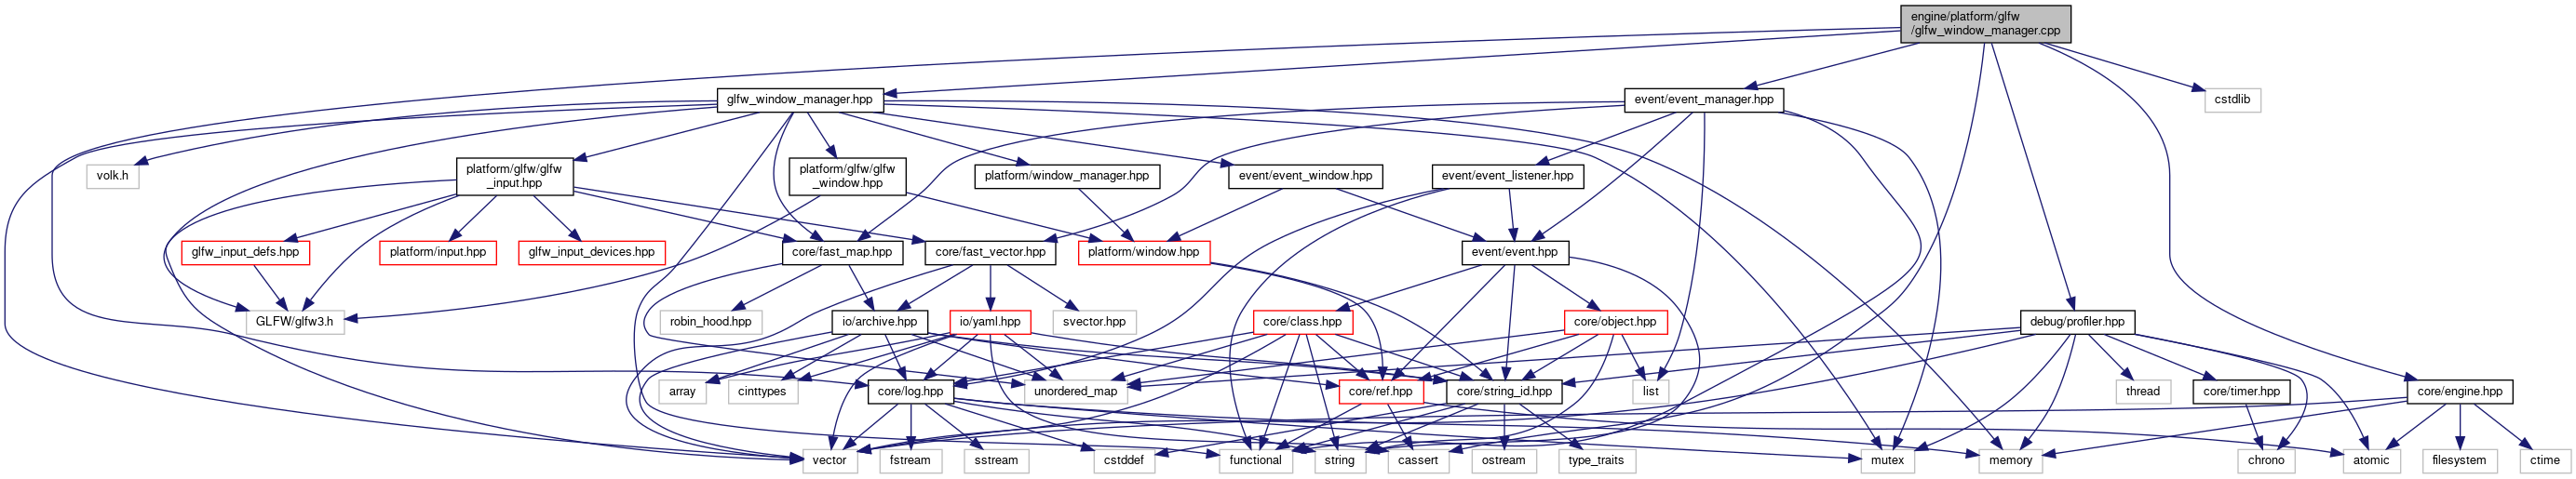 engine/platform/glfw
/glfw_window_manager.cpp
glfw_window_manager.hpp
event/event_manager.hpp
cstdlib
volk.h
platform/glfw/glfw
_input.hpp
platform/glfw/glfw
_window.hpp
platform/window_manager.hpp
event/event_window.hpp
event/event_listener.hpp
glfw_input_defs.hpp
platform/input.hpp
glfw_input_devices.hpp
core/fast_map.hpp
core/fast_vector.hpp
platform/window.hpp
event/event.hpp
GLFW/glfw3.h
robin_hood.hpp
io/archive.hpp
io/yaml.hpp
svector.hpp
core/class.hpp
core/object.hpp
debug/profiler.hpp
array
cinttypes
core/log.hpp
unordered_map
core/ref.hpp
core/string_id.hpp
list
thread
core/timer.hpp
core/engine.hpp
vector
fstream
sstream
cstddef
functional
string
cassert
ostream
type_traits
mutex
memory
chrono
atomic
filesystem
ctime